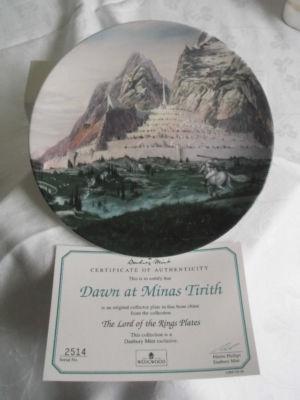 Danbury Mint
CERTIFICATE OF AUTHENTICITY
This is to certify that
Dawn at Minas Tirith
is an original collector plate in fine bone china
from the collection
The Lord of the Rings Plates
This collection is a
Danbury Mint exclusive.
2514
Serial No.
WEDGWOOD
Danbury Mint